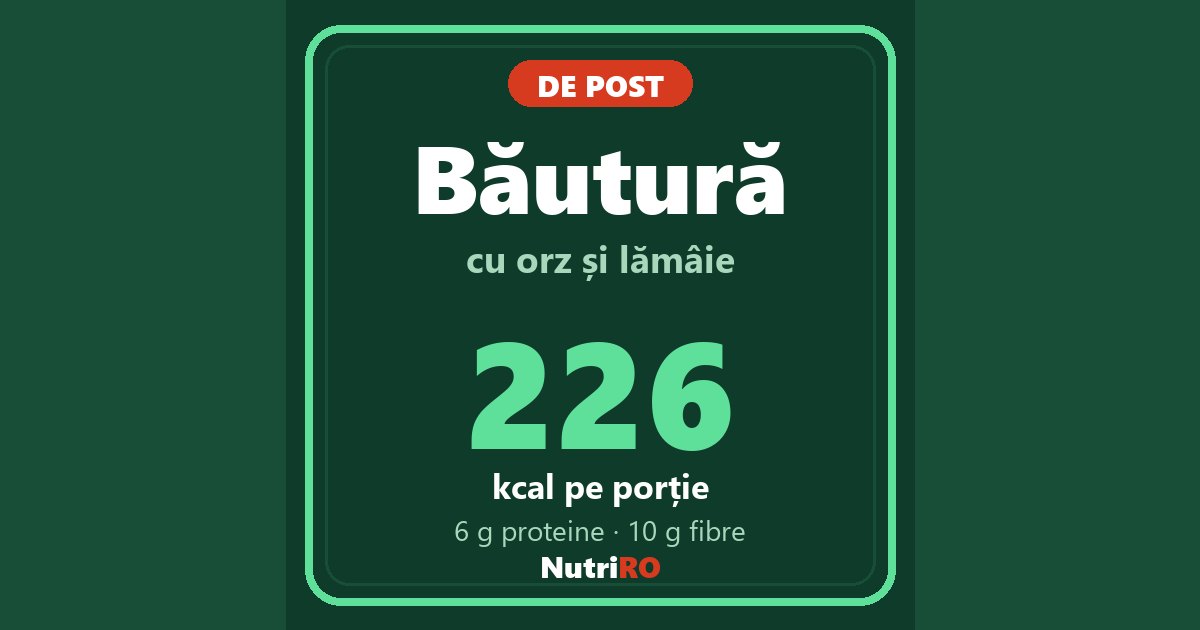 DE POST
Băutură
cu orz și lămâie
226
kcal pe porție
6 g proteine · 10 g fibre
NutriRO